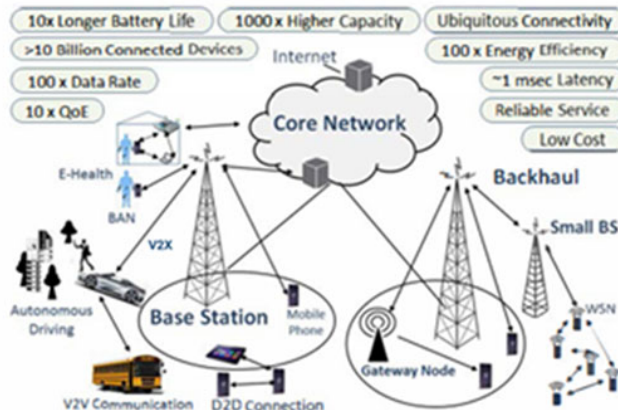 10x Longer Battery Life
1000 x Higher Capacity
Ubiquitous Connectivity
>10 Billion Connected Devices
100 x Energy Efficiency
100 x Data Rate
~1 msec Latency
10 x QoE
Reliable Service
Low Cost
Internet
Core Network
E-Health
BAN
Backhaul
Small BS
V2X
WSN
Autonomous
Driving
Base Station
Mobile
Phone
Gateway Node
V2V Communication
D2D Connection